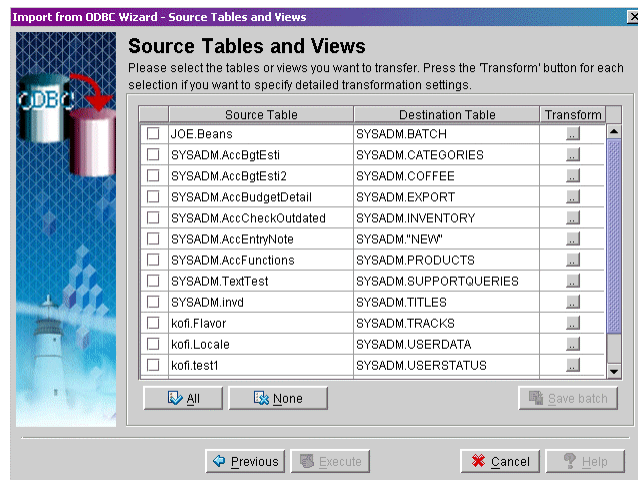 Import from ODBC Wizard - Source Tables and Views
ODBC
Source Tables and Views
Please select the tables or views you want to transfer. Press the 'Transform' button for each
selection if you want to specify detailed transformation settings.
Source Table Destination Table Transform
JOE.Beans SYSADM.BATCH ..
SYSADM.AccBgtEsti SYSADM.CATEGORIES ..
SYSADM.AccBgtEsti2 SYSADM.COFFEE ..
SYSADM.AccBudgetDetail SYSADM.EXPORT ..
SYSADM.AccCheckOutdated SYSADM.INVENTORY ..
SYSADM.AccEntryNote SYSADM."NEW" ..
SYSADM.AccFunctions SYSADM.PRODUCTS ..
SYSADM.TextTest SYSADM.SUPPORTQUERIES ..
SYSADM.invd SYSADM.TITLES ..
kofi.Flavor SYSADM.TRACKS ..
kofi.Locale SYSADM.USERDATA ..
kofi.test1 SYSADM.USERSTATUS ..
All None Save batch
Previous Execute Cancel Help